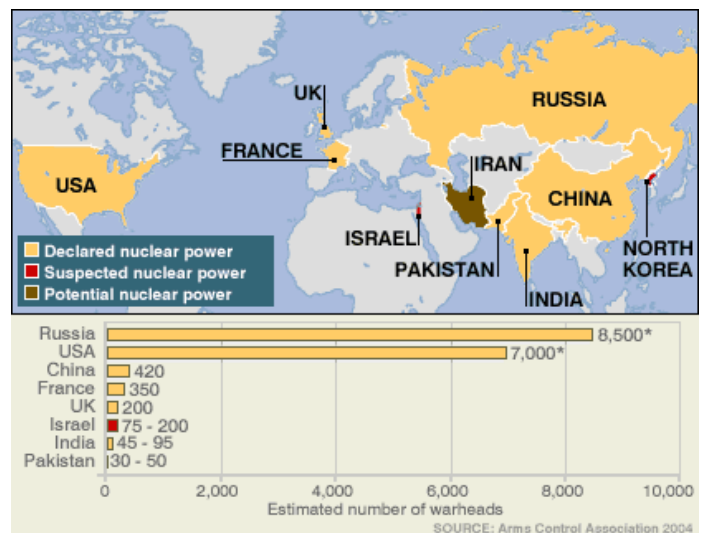 UK
RUSSIA
FRANCE
IRAN
USA
CHINA
ISRAEL
NORTH
KOREA
PAKISTAN
INDIA
Declared nuclear power
Suspected nuclear power
Potential nuclear power
Russia 8,500*
USA 7,000*
China 420
France 350
UK 200
Israel 75 - 200
India 45 - 95
Pakistan 30 - 50
0 2,000 4,000 6,000 8,000 10,000
Estimated number of warheads
SOURCE: Arms Control Association 2004